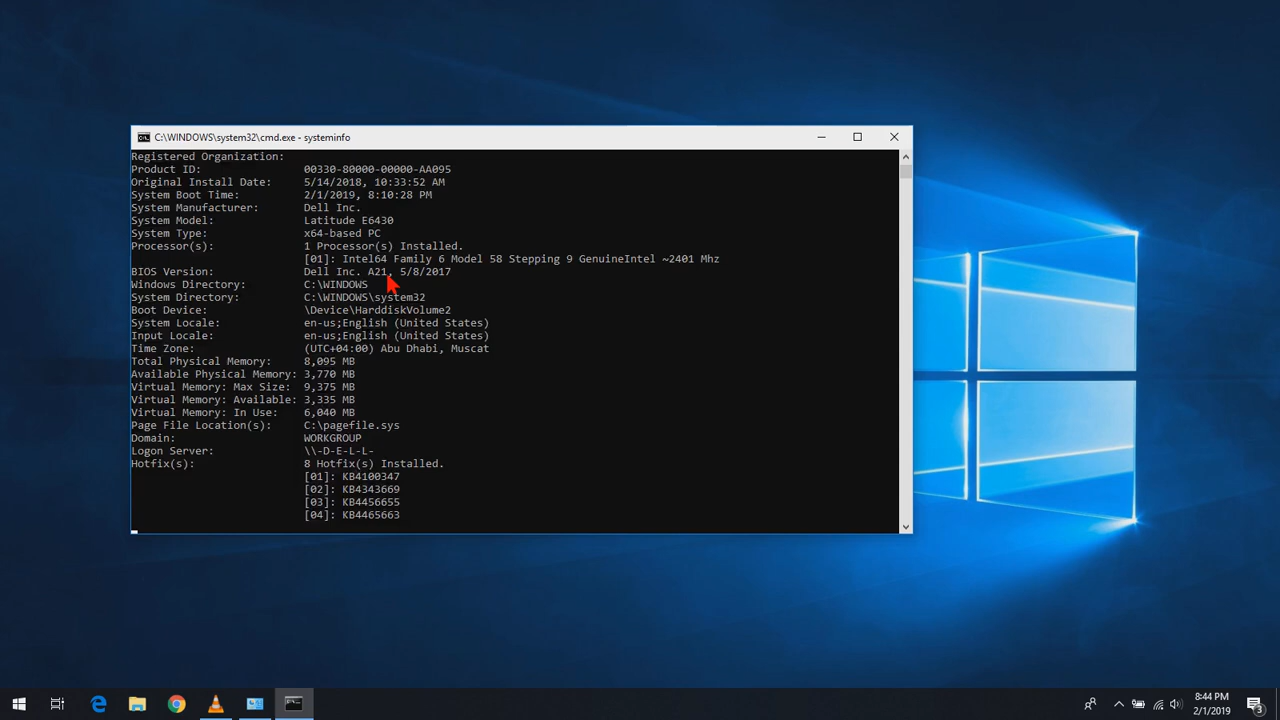 C:\WINDOWS\system32\cmd.exe - systeminfo
Registered Organization:
Product ID: 00330-80000-00000-AA095
Original Install Date: 5/14/2018, 10:33:52 AM
System Boot Time: 2/1/2019, 8:10:28 PM
System Manufacturer: Dell Inc.
System Model: Latitude E6430
System Type: x64-based PC
Processor(s): 1 Processor(s) Installed.
[01]: Intel64 Family 6 Model 58 Stepping 9 GenuineIntel ~2401 Mhz
BIOS Version: Dell Inc. A21, 5/8/2017
Windows Directory: C:\WINDOWS
System Directory: C:\WINDOWS\system32
Boot Device: \Device\HarddiskVolume2
System Locale: en-us;English (United States)
Input Locale: en-us;English (United States)
Time Zone: (UTC+04:00) Abu Dhabi, Muscat
Total Physical Memory: 8,095 MB
Available Physical Memory: 3,770 MB
Virtual Memory: Max Size: 9,375 MB
Virtual Memory: Available: 3,335 MB
Virtual Memory: In Use: 6,040 MB
Page File Location(s): C:\pagefile.sys
Domain: WORKGROUP
Logon Server: \\-D-E-L-L-
Hotfix(s): 8 Hotfix(s) Installed.
[01]: KB4100347
[02]: KB4343669
[03]: KB4456655
[04]: KB4465663
8:44 PM
2/1/2019
3